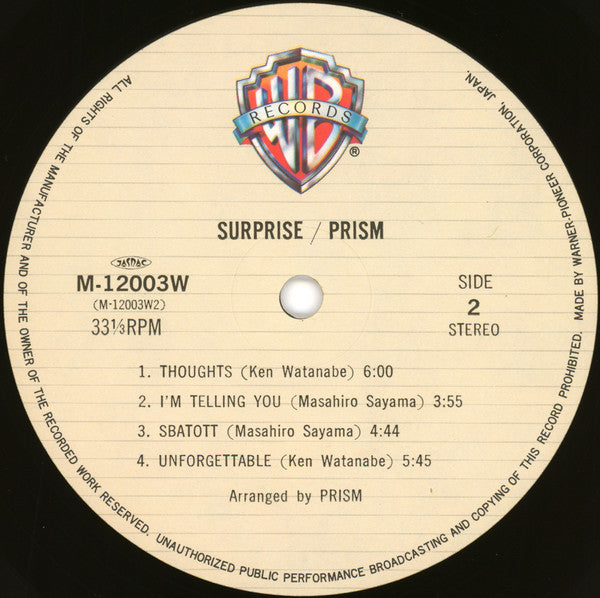 WB
RECORDS
®
SURPRISE / PRISM
JASRAC
M-12003W
(M-12003W2)
33⅓RPM
SIDE
2
STEREO
1. THOUGHTS (Ken Watanabe) 6:00
2. I'M TELLING YOU (Masahiro Sayama) 3:55
3. SBATOTT (Masahiro Sayama) 4:44
4. UNFORGETTABLE (Ken Watanabe) 5:45
Arranged by PRISM
ALL RIGHTS OF THE MANUFACTURER AND OF THE OWNER OF THE RECORDED WORK RESERVED. UNAUTHORIZED PUBLIC PERFORMANCE BROADCASTING AND COPYING OF THIS RECORD PROHIBITED. MADE BY WARNER-PIONEER CORPORATION, JAPAN.